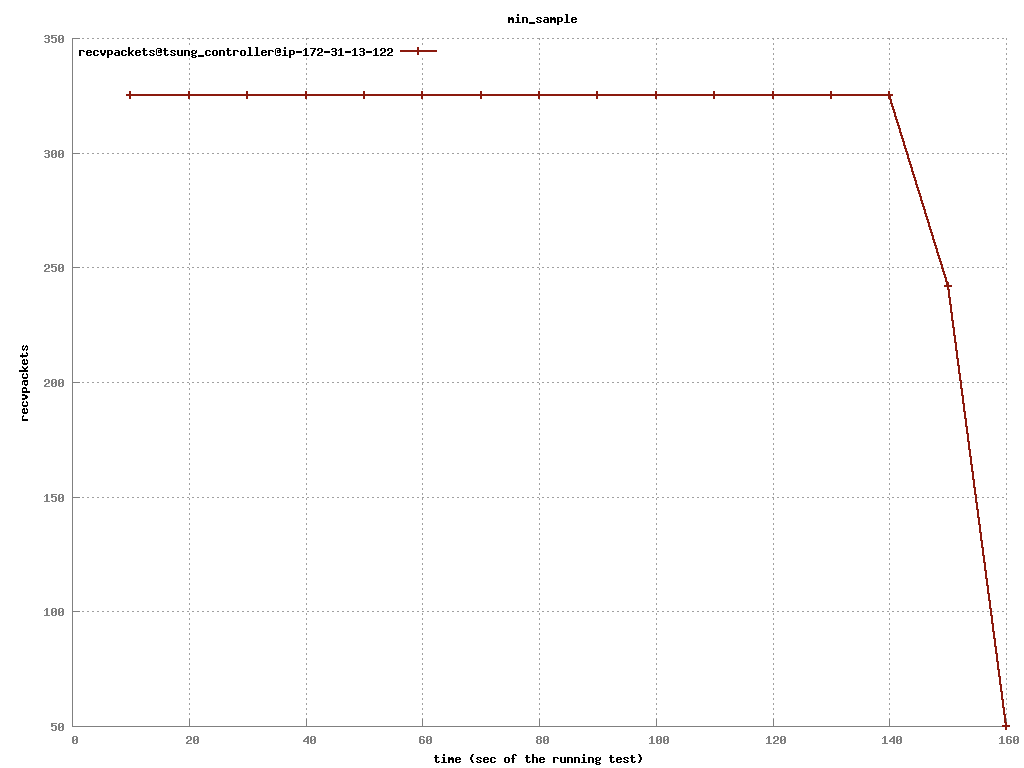 min_sample
350
recvpackets@tsung_controller@ip-172-31-13-122
300
250
200
150
100
50
recvpackets
0 20 40 60 80 100 120 140 160
time (sec of the running test)